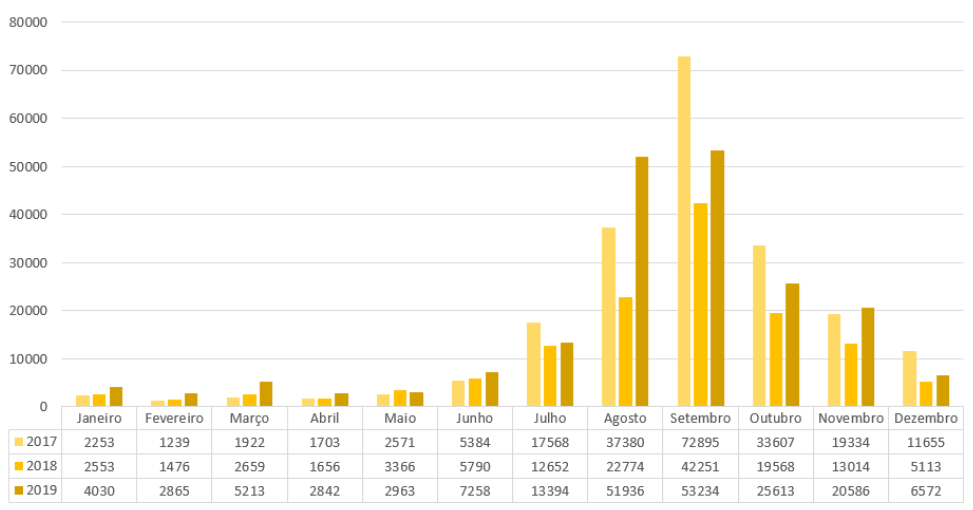 80000
70000
60000
50000
40000
30000
20000
10000
0
Janeiro Fevereiro Março Abril Maio Junho Julho Agosto Setembro Outubro Novembro Dezembro
2017 2253 1239 1922 1703 2571 5384 17568 37380 72895 33607 19334 11655
2018 2553 1476 2659 1656 3366 5790 12652 22774 42251 19568 13014 5113
2019 4030 2865 5213 2842 2963 7258 13394 51936 53234 25613 20586 6572